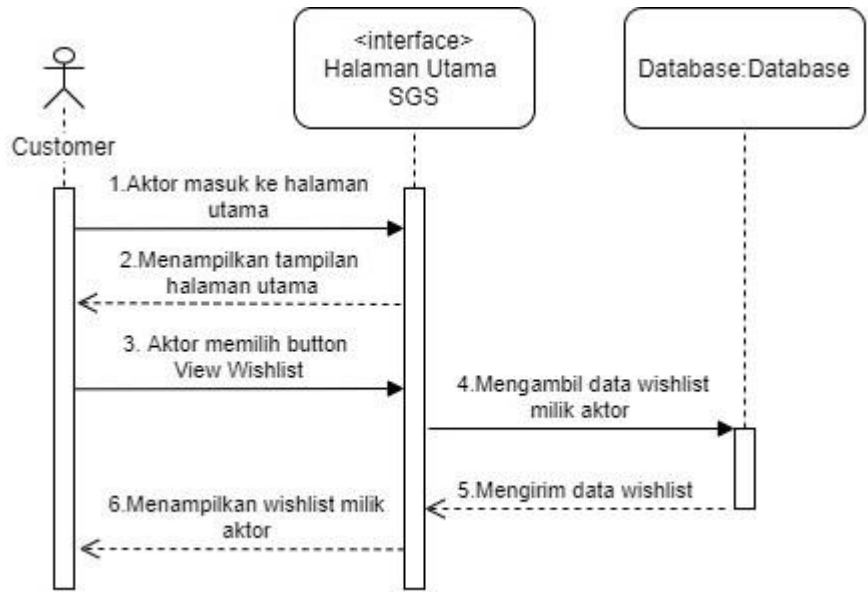 <interface>
Halaman Utama
SGS
Database:Database
Customer
1.Aktor masuk ke halaman
utama
2.Menampilkan tampilan
halaman utama
3. Aktor memilih button
View Wishlist
4.Mengambil data wishlist
milik aktor
5.Mengirim data wishlist
6.Menampilkan wishlist milik
aktor